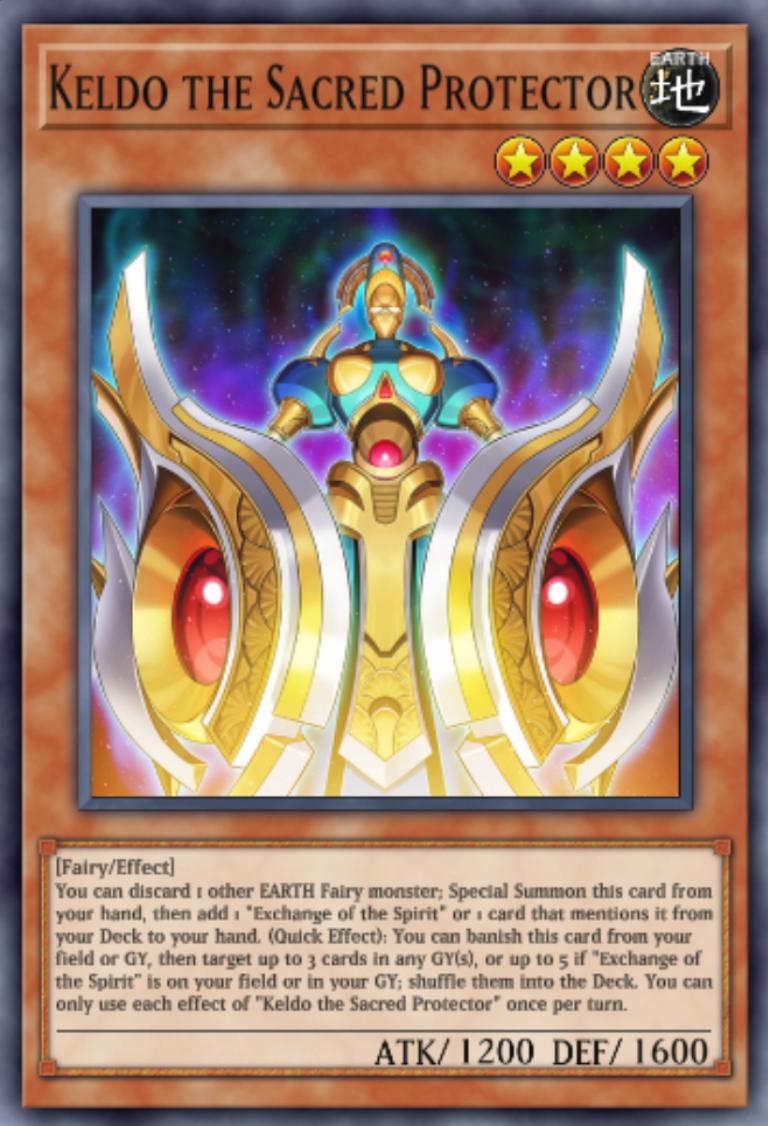 KELDO THE SACRED PROTECTOR
EARTH
地
[Fairy/Effect]
You can discard 1 other EARTH Fairy monster; Special Summon this card from
your hand, then add 1 "Exchange of the Spirit" or 1 card that mentions it from
your Deck to your hand. (Quick Effect): You can banish this card from your
field or GY, then target up to 3 cards in any GY(s), or up to 5 if "Exchange of
the Spirit" is on your field or in your GY; shuffle them into the Deck. You can
only use each effect of "Keldo the Sacred Protector" once per turn.
ATK/ 1200 DEF/ 1600